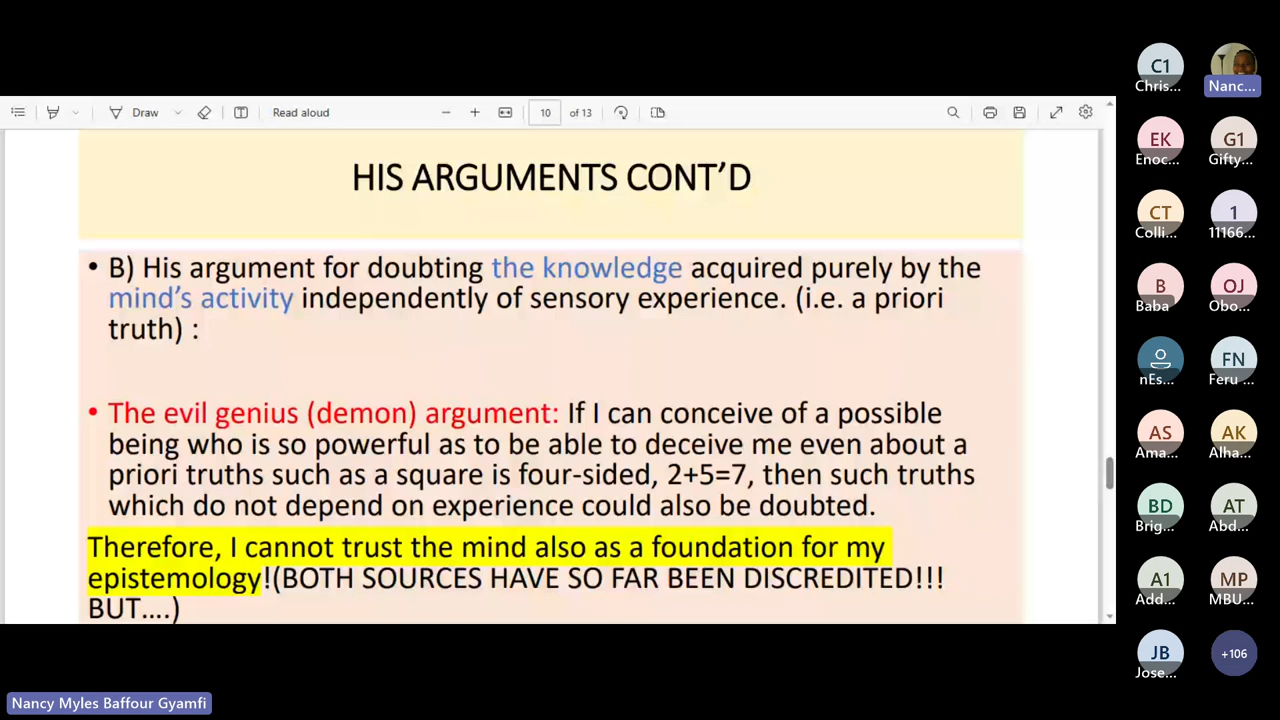 C1
Chris...
Nanc...
Draw
Read aloud
10
of 13
HIS ARGUMENTS CONT’D
• B) His argument for doubting the knowledge acquired purely by the
mind’s activity independently of sensory experience. (i.e. a priori
truth) :
• The evil genius (demon) argument: If I can conceive of a possible
being who is so powerful as to be able to deceive me even about a
priori truths such as a square is four-sided, 2+5=7, then such truths
which do not depend on experience could also be doubted.
Therefore, I cannot trust the mind also as a foundation for my
epistemology!(BOTH SOURCES HAVE SO FAR BEEN DISCREDITED!!!
BUT....)
EK
Enoc...
G1
Gifty...
CT
Colli...
1
11166...
B
Baba
OJ
Obo...
nEs...
FN
Feru ...
AS
Ama...
AK
Alha...
BD
Brig...
AT
Abd...
A1
Add...
MP
MBU...
JB
Jose...
+106
Nancy Myles Baffour Gyamfi